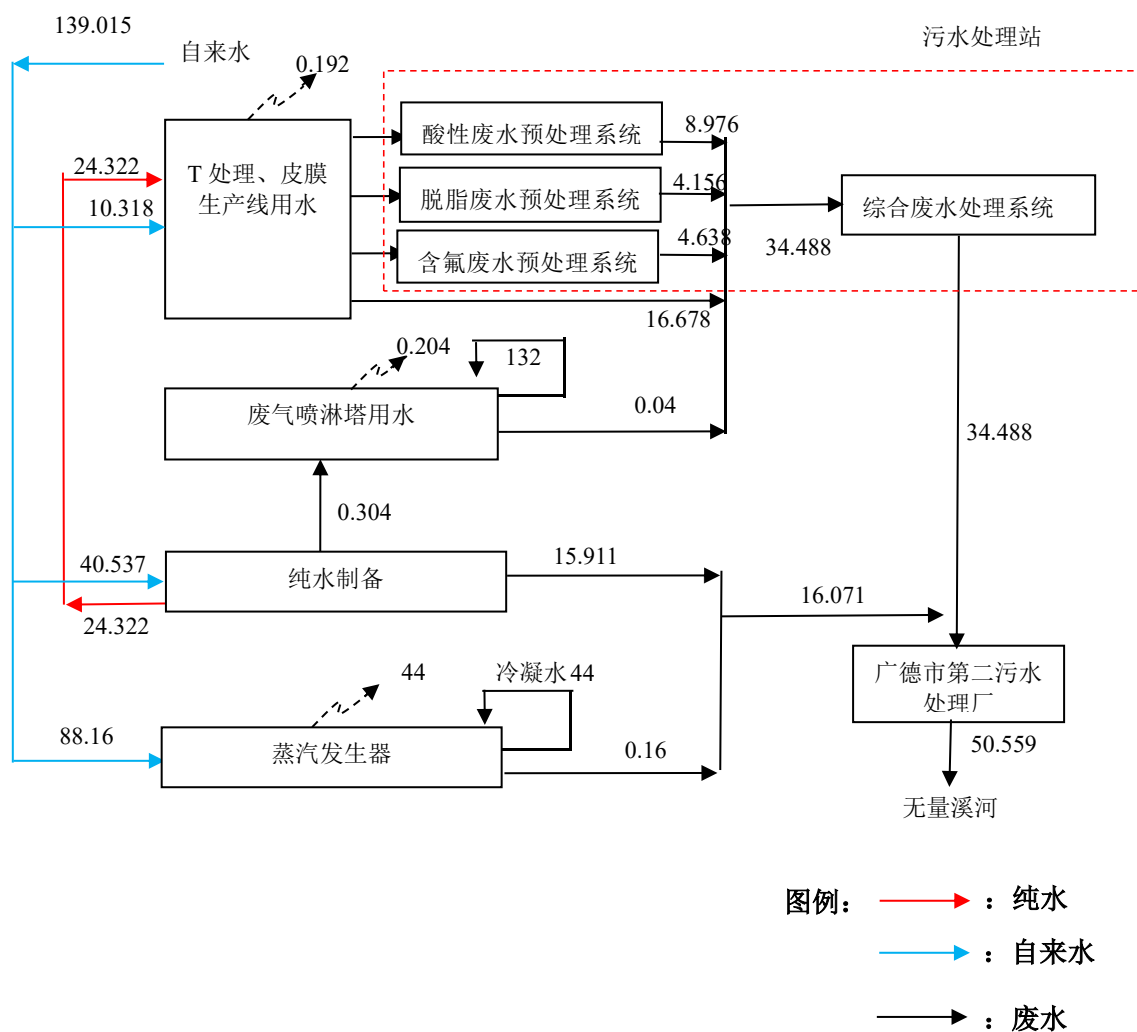 139.015
自来水
污水处理站
0.192
酸性废水预处理系统
8.976
24.322
T 处理、皮膜
生产线用水
脱脂废水预处理系统
4.156
综合废水处理系统
10.318
含氟废水预处理系统
4.638
34.488
16.678
0.204
132
废气喷淋塔用水
0.04
34.488
0.304
40.537
纯水制备
15.911
16.071
24.322
44
冷凝水 44
广德市第二污水
处理厂
88.16
蒸汽发生器
0.16
50.559
无量溪河
图例：
：纯水
：自来水
：废水